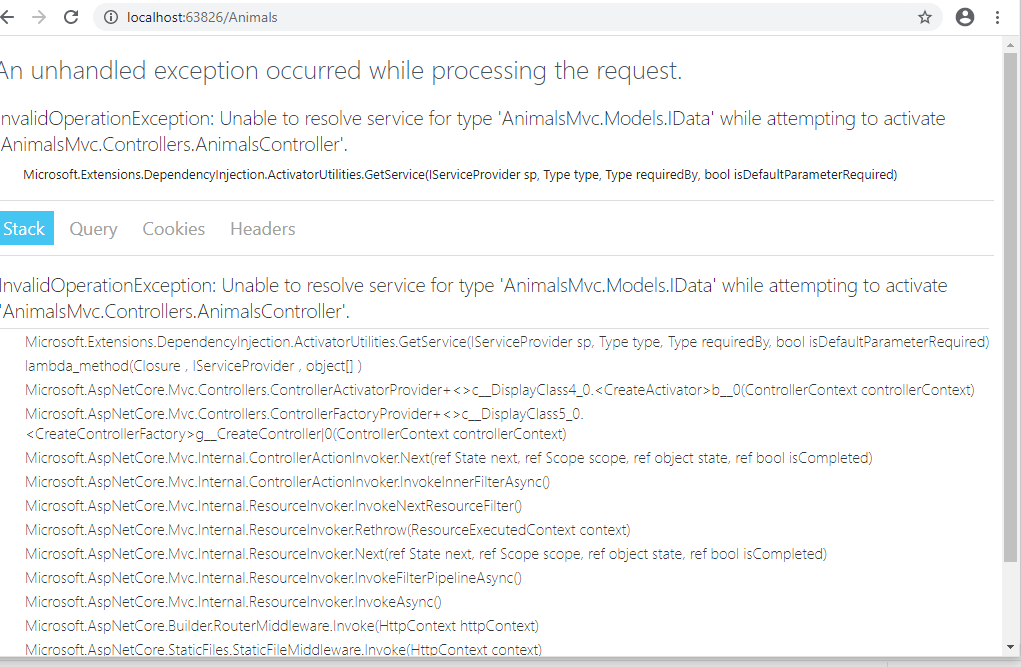 localhost:63826/Animals
An unhandled exception occurred while processing the request.
InvalidOperationException: Unable to resolve service for type 'AnimalsMvc.Models.IData' while attempting to activate
'AnimalsMvc.Controllers.AnimalsController'.
Microsoft.Extensions.DependencyInjection.ActivatorUtilities.GetService(IServiceProvider sp, Type type, Type requiredBy, bool isDefaultParameterRequired)
Stack Query Cookies Headers
InvalidOperationException: Unable to resolve service for type 'AnimalsMvc.Models.IData' while attempting to activate
'AnimalsMvc.Controllers.AnimalsController'.
Microsoft.Extensions.DependencyInjection.ActivatorUtilities.GetService(IServiceProvider sp, Type type, Type requiredBy, bool isDefaultParameterRequired)
lambda_method(Closure , IServiceProvider , object[] )
Microsoft.AspNetCore.Mvc.Controllers.ControllerActivatorProvider+<>c__DisplayClass4_0.<CreateActivator>b__0(ControllerContext controllerContext)
Microsoft.AspNetCore.Mvc.Controllers.ControllerFactoryProvider+<>c__DisplayClass5_0.
<CreateControllerFactory>g__CreateController|0(ControllerContext controllerContext)
Microsoft.AspNetCore.Mvc.Internal.ControllerActionInvoker.Next(ref State next, ref Scope scope, ref object state, ref bool isCompleted)
Microsoft.AspNetCore.Mvc.Internal.ControllerActionInvoker.InvokeInnerFilterAsync()
Microsoft.AspNetCore.Mvc.Internal.ResourceInvoker.InvokeNextResourceFilter()
Microsoft.AspNetCore.Mvc.Internal.ResourceInvoker.Rethrow(ResourceExecutedContext context)
Microsoft.AspNetCore.Mvc.Internal.ResourceInvoker.Next(ref State next, ref Scope scope, ref object state, ref bool isCompleted)
Microsoft.AspNetCore.Mvc.Internal.ResourceInvoker.InvokeFilterPipelineAsync()
Microsoft.AspNetCore.Mvc.Internal.ResourceInvoker.InvokeAsync()
Microsoft.AspNetCore.Builder.RouterMiddleware.Invoke(HttpContext httpContext)
Microsoft.AspNetCore.StaticFiles.StaticFileMiddleware.Invoke(HttpContext context)